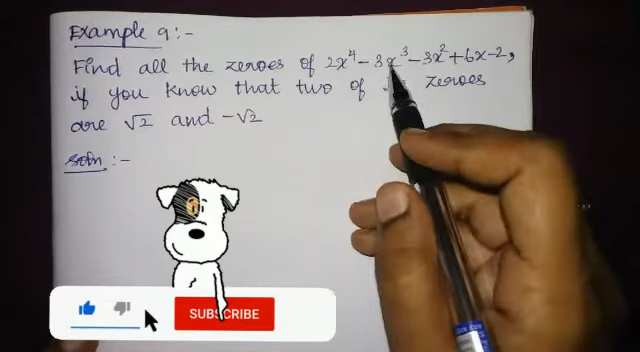 Example 9:-
Find all the zeroes of 2x⁴ - 3x³ - 3x² + 6x - 2,
if you know that two of zeroes
are √2 and -√2
Soln :-
SUBSCRIBE